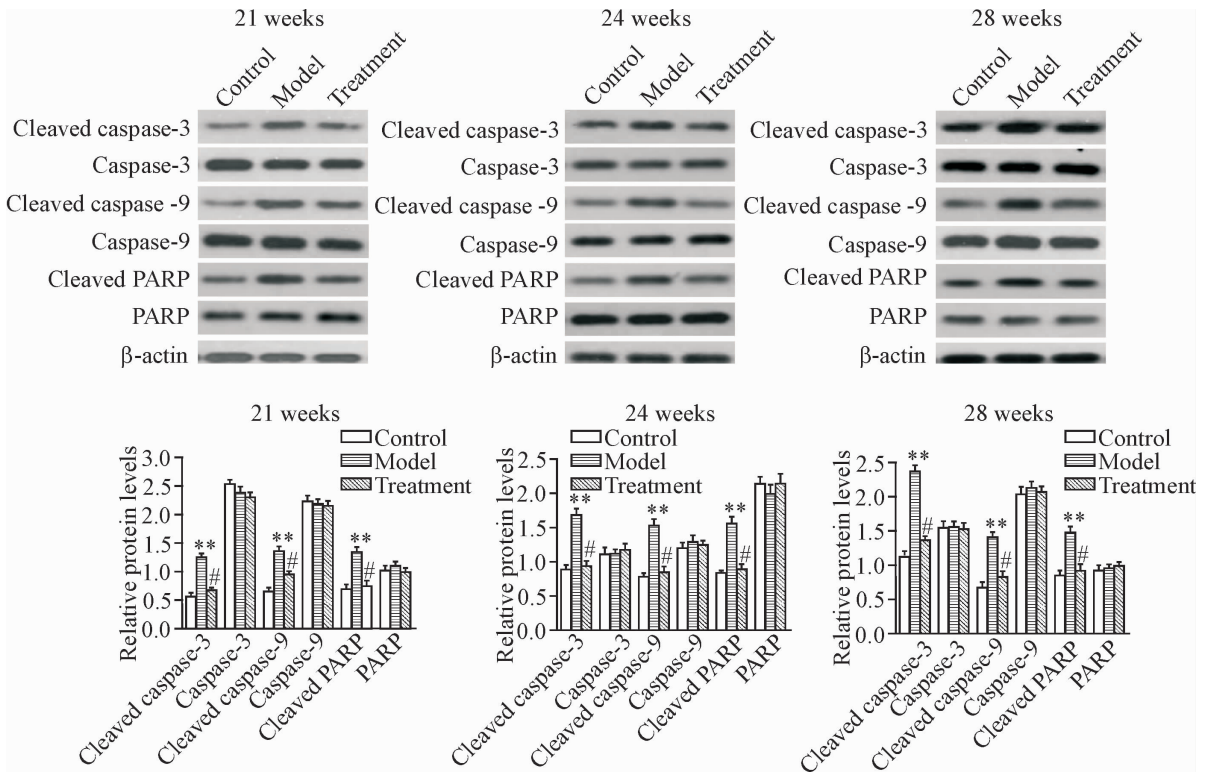 21 weeks
Control
Model
Treatment
Cleaved caspase-3
Caspase-3
Cleaved caspase -9
Caspase-9
Cleaved PARP
PARP
β-actin
24 weeks
Control
Model
Treatment
Cleaved caspase-3
Caspase-3
Cleaved caspase -9
Caspase-9
Cleaved PARP
PARP
β-actin
28 weeks
Control
Model
Treatment
Cleaved caspase-3
Caspase-3
Cleaved caspase -9
Caspase-9
Cleaved PARP
PARP
β-actin
21 weeks
Control
Model
Treatment
Relative protein levels
3.0
2.5
2.0
1.5
1.0
0.5
0.0
**
#
**
#
**
#
Cleaved caspase-3
Caspase-3
Cleaved caspase-9
Caspase-9
Cleaved PARP
PARP
24 weeks
Control
Model
Treatment
Relative protein levels
2.5
2.0
1.5
1.0
0.5
0.0
**
#
**
#
**
#
Cleaved caspase-3
Caspase-3
Cleaved caspase-9
Caspase-9
Cleaved PARP
PARP
28 weeks
Control
Model
Treatment
Relative protein levels
2.5
2.0
1.5
1.0
0.5
0.0
**
#
**
#
**
#
Cleaved caspase-3
Caspase-3
Cleaved caspase-9
Caspase-9
Cleaved PARP
PARP